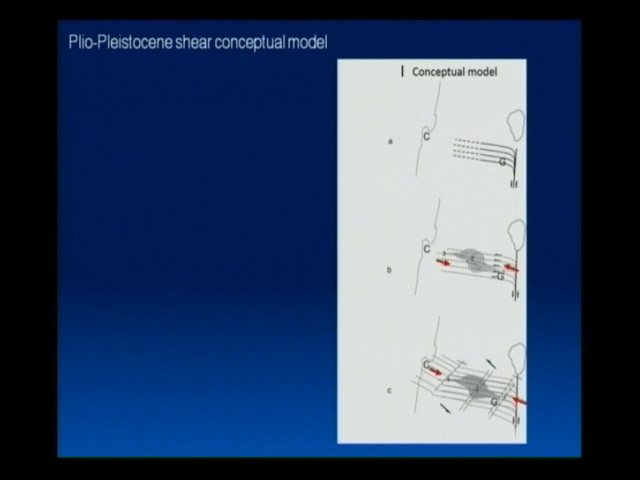 Plio-Pleistocene shear conceptual model
I Conceptual model
C
a
G
C
b
G
C
c
G